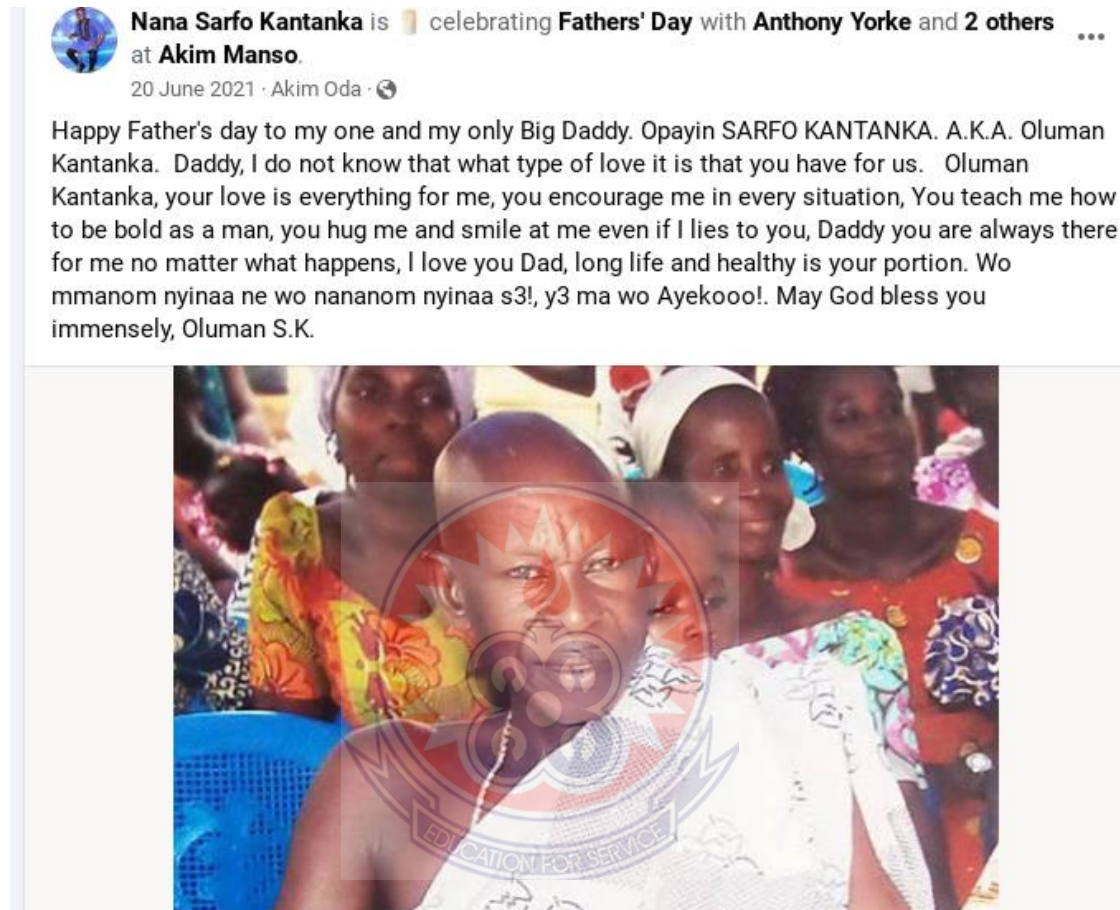 Nana Sarfo Kantanka is celebrating Fathers' Day with Anthony Yorke and 2 others
at Akim Manso.
20 June 2021 · Akim Oda ·
Happy Father's day to my one and my only Big Daddy. Opayin SARFO KANTANKA. A.K.A. Oluman
Kantanka.  Daddy, I do not know that what type of love it is that you have for us.   Oluman
Kantanka, your love is everything for me, you encourage me in every situation, You teach me how
to be bold as a man, you hug me and smile at me even if I lies to you, Daddy you are always there
for me no matter what happens, I love you Dad, long life and healthy is your portion. Wo
mmanom nyinaa ne wo nananom nyinaa s3!, y3 ma wo Ayekooo!. May God bless you
immensely, Oluman S.K.
EDUCATION FOR SERVICE